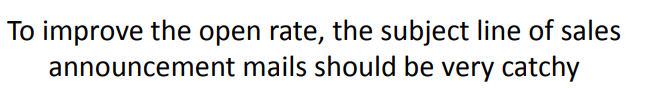 To improve the open rate, the subject line of sales
announcement mails should be very catchy